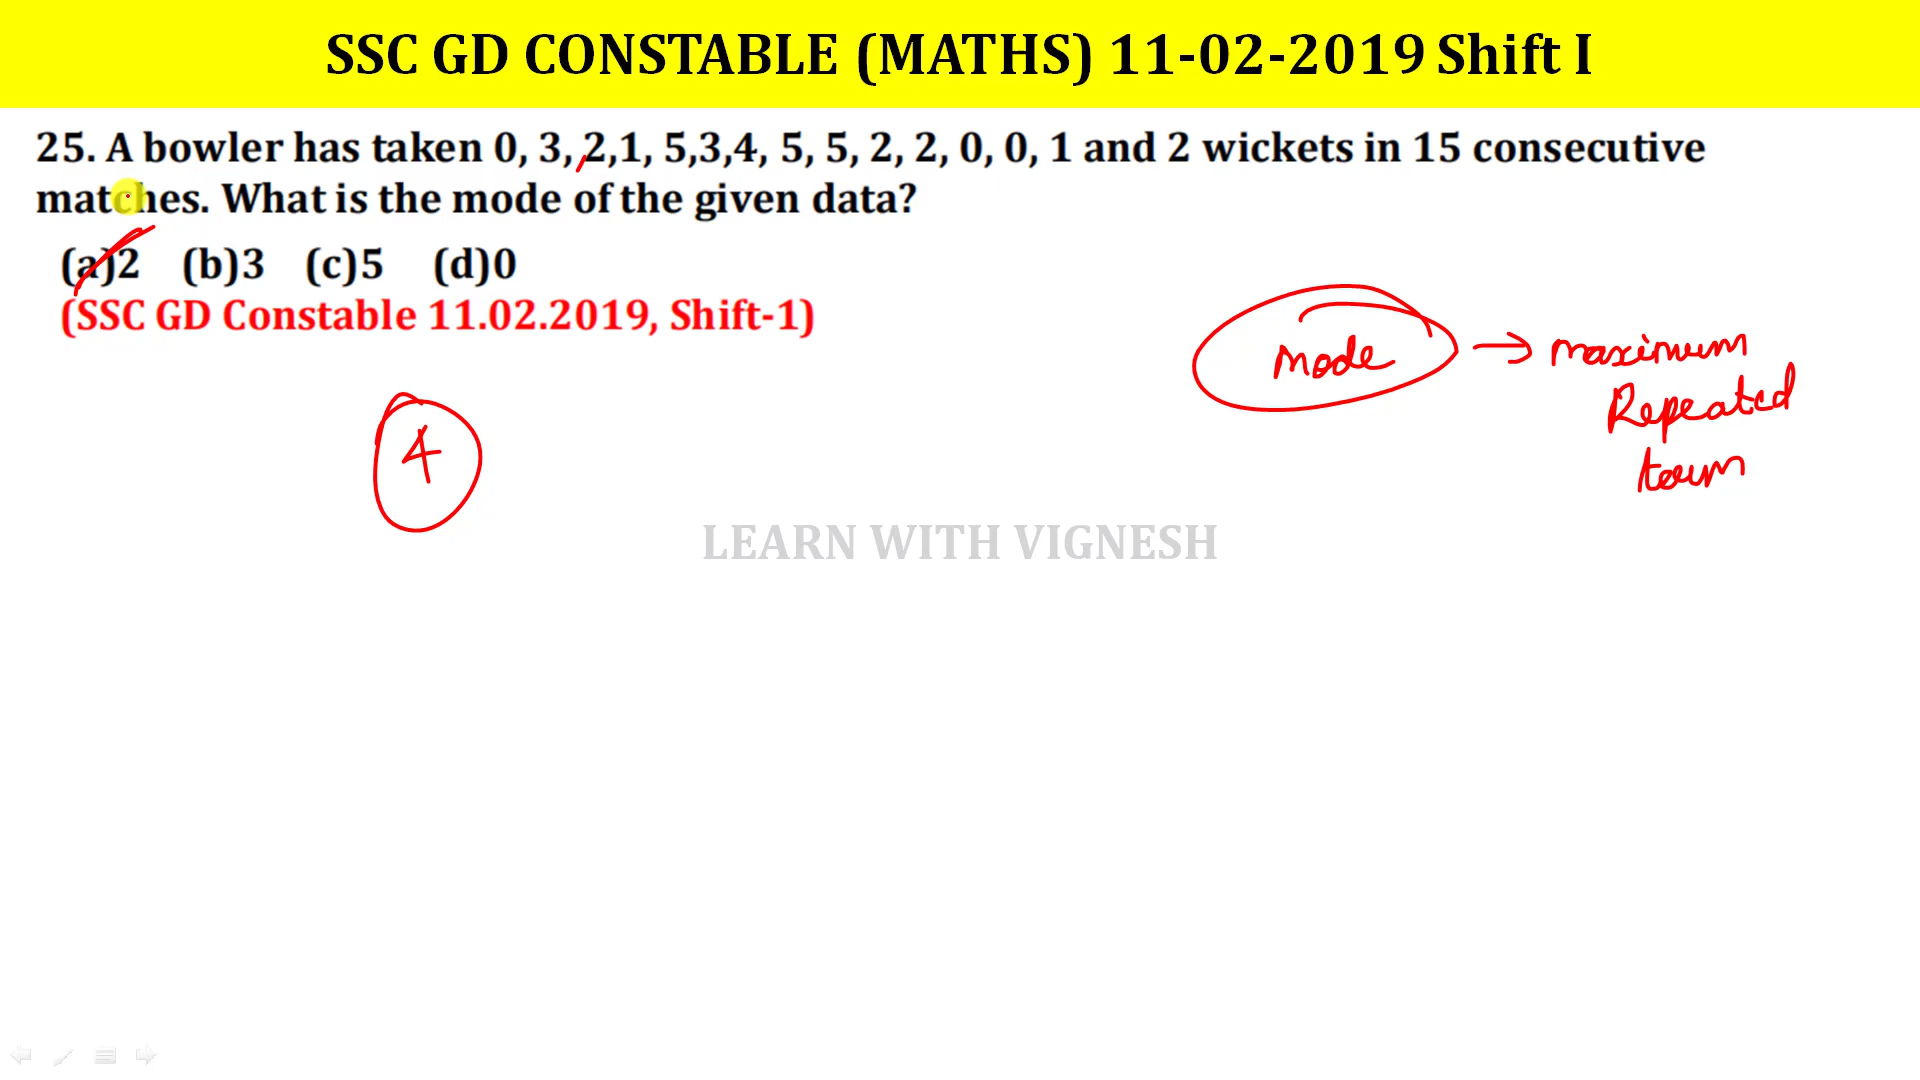 SSC GD CONSTABLE (MATHS) 11-02-2019 Shift I
25. A bowler has taken 0, 3, 2,1, 5,3,4, 5, 5, 2, 2, 0, 0, 1 and 2 wickets in 15 consecutive
matches. What is the mode of the given data?
(a)2 (b)3 (c)5 (d)0
(SSC GD Constable 11.02.2019, Shift-1)
Mode → maximum
Repeated
term
4
LEARN WITH VIGNESH